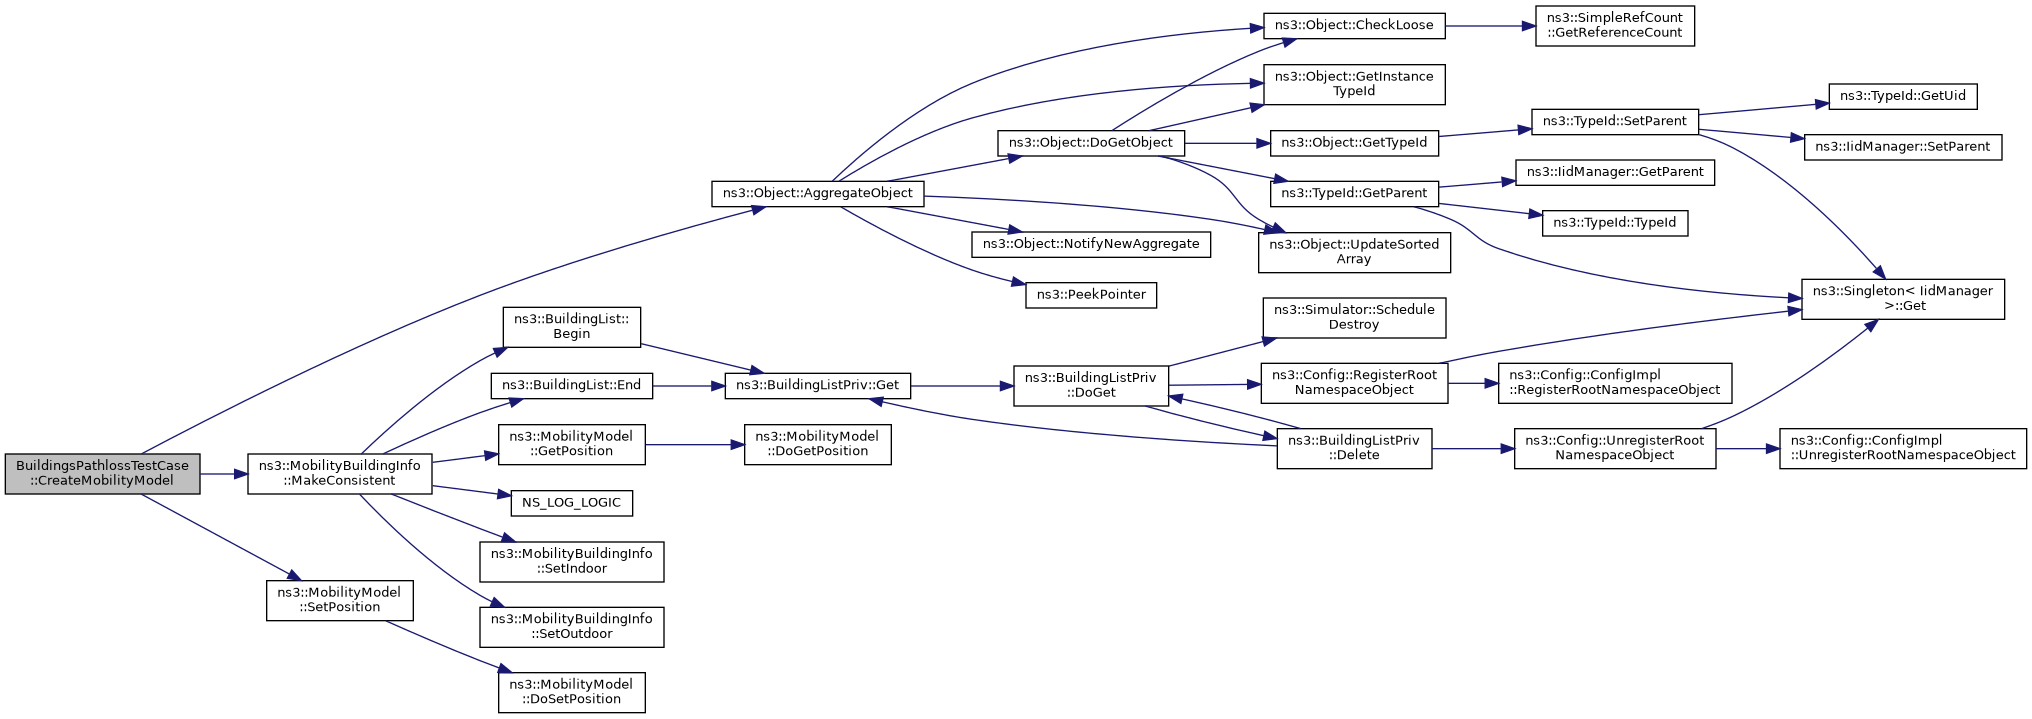 ns3::Object::CheckLoose
ns3::SimpleRefCount
::GetReferenceCount
ns3::Object::GetInstance
TypeId
ns3::TypeId::GetUid
ns3::TypeId::SetParent
ns3::Object::DoGetObject
ns3::Object::GetTypeId
ns3::IidManager::SetParent
ns3::IidManager::GetParent
ns3::Object::AggregateObject
ns3::TypeId::GetParent
ns3::TypeId::TypeId
ns3::Object::NotifyNewAggregate
ns3::Object::UpdateSorted
Array
ns3::PeekPointer
ns3::Singleton< IidManager
>::Get
ns3::BuildingList::
Begin
ns3::Simulator::Schedule
Destroy
ns3::BuildingList::End
ns3::BuildingListPriv::Get
ns3::BuildingListPriv
::DoGet
ns3::Config::RegisterRoot
NamespaceObject
ns3::Config::ConfigImpl
::RegisterRootNamespaceObject
ns3::MobilityModel
::GetPosition
ns3::MobilityModel
::DoGetPosition
ns3::BuildingListPriv
::Delete
ns3::Config::UnregisterRoot
NamespaceObject
ns3::Config::ConfigImpl
::UnregisterRootNamespaceObject
BuildingsPathlossTestCase
::CreateMobilityModel
ns3::MobilityBuildingInfo
::MakeConsistent
NS_LOG_LOGIC
ns3::MobilityBuildingInfo
::SetIndoor
ns3::MobilityModel
::SetPosition
ns3::MobilityBuildingInfo
::SetOutdoor
ns3::MobilityModel
::DoSetPosition